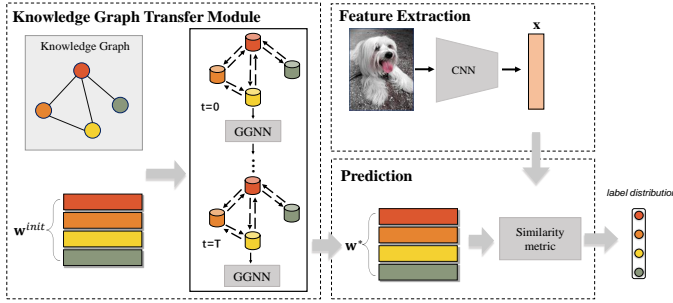 Knowledge Graph Transfer Module
Knowledge Graph
w^init
t=0
GGNN
t=T
GGNN
Feature Extraction
CNN
x
Prediction
w*
Similarity
metric
label distribution